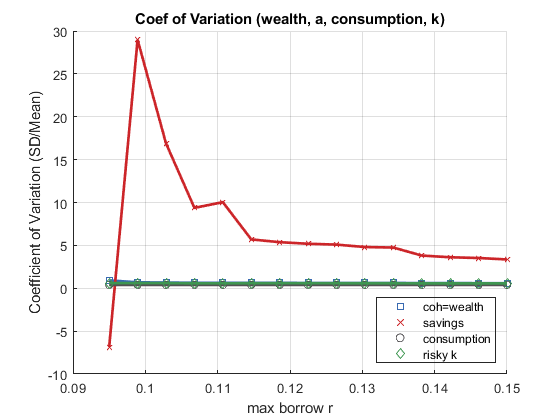 Coef of Variation (wealth, a, consumption, k)
Coefficient of Variation (SD/Mean)
30
25
20
15
10
5
0
-5
-10
0.09
0.1
0.11
0.12
0.13
0.14
0.15
max borrow r
coh=wealth
savings
consumption
risky k